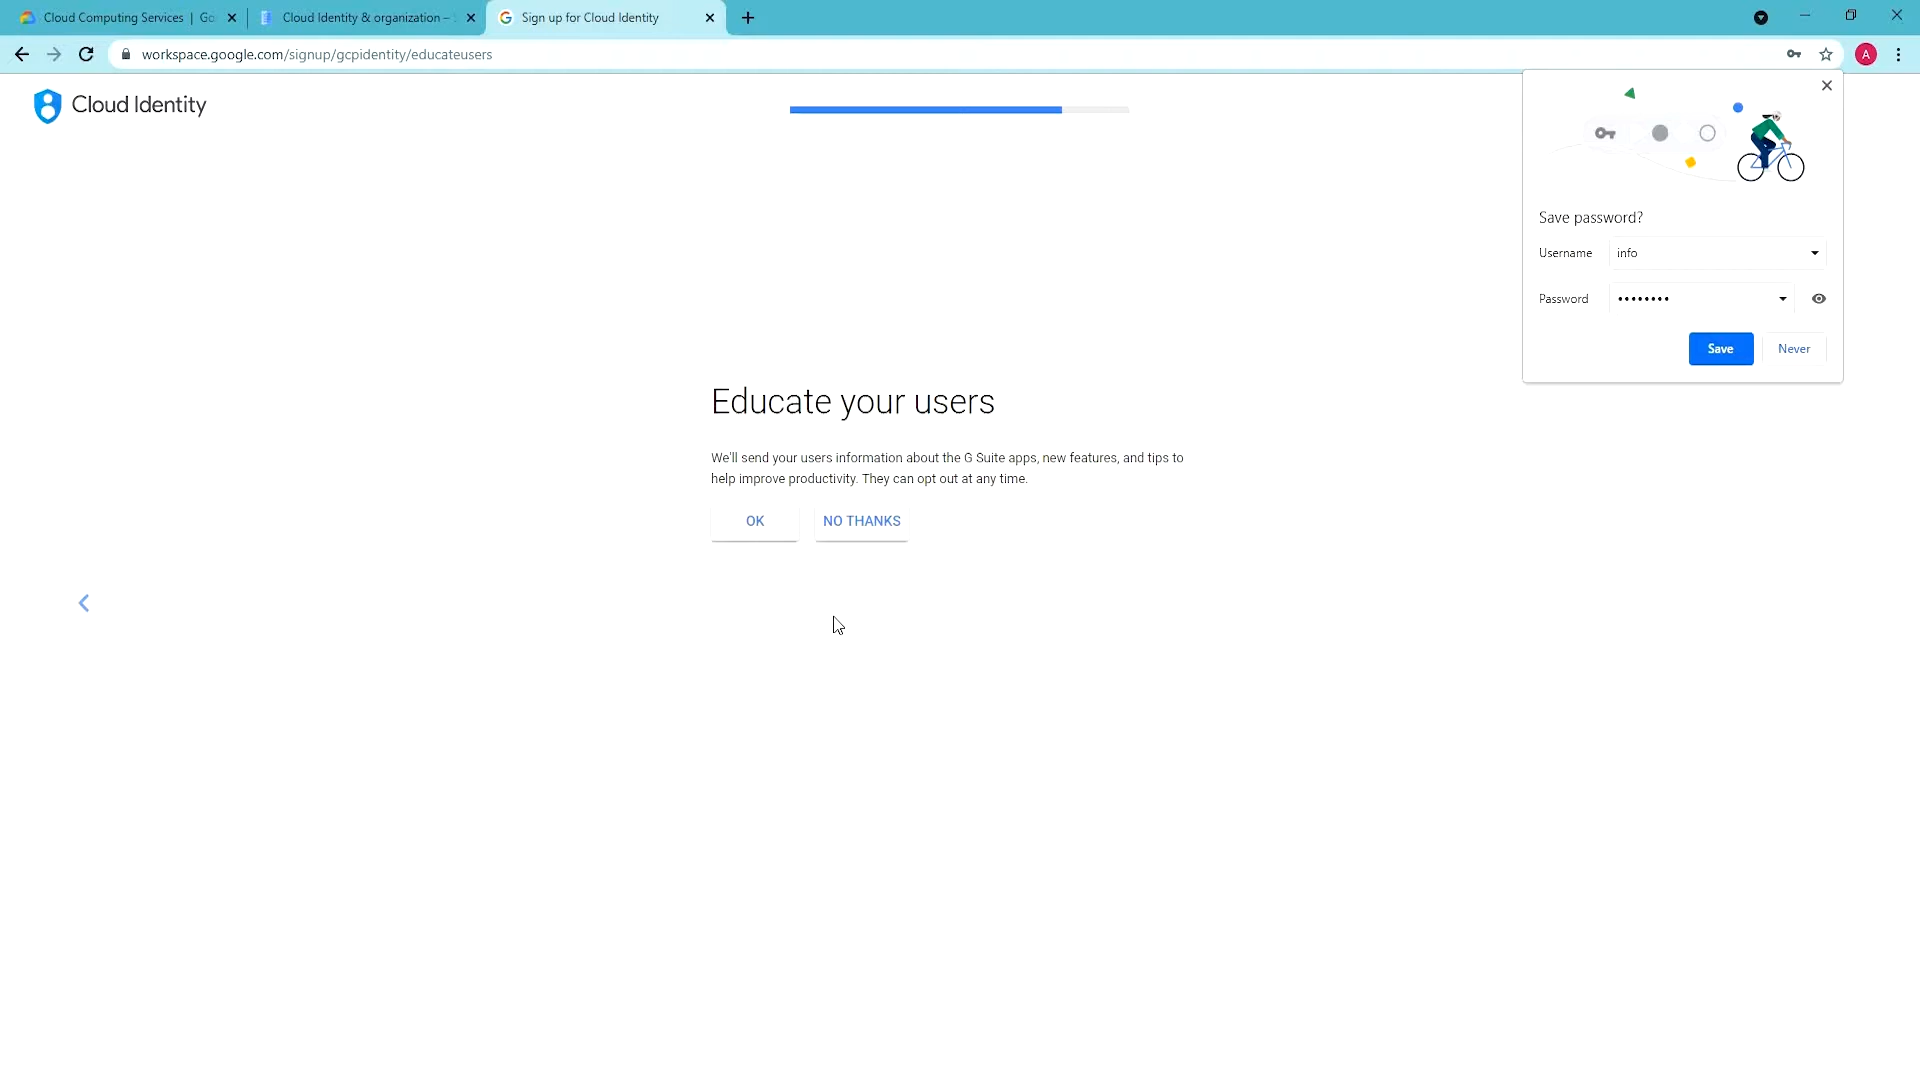 Cloud Computing Services | Go
Cloud Identity & organization –
Sign up for Cloud Identity
workspace.google.com/signup/gcpidentity/educateusers
A
Cloud Identity
Save password?
Username
info
Password
••••••••
Save
Never
Educate your users
We'll send your users information about the G Suite apps, new features, and tips to
help improve productivity. They can opt out at any time.
OK
NO THANKS